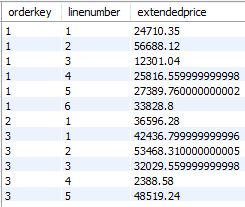 orderkey linenumber extendedprice
1 1 24710.35
1 2 56688.12
1 3 12301.04
1 4 25816.559999999998
1 5 27389.760000000002
1 6 33828.8
2 1 36596.28
3 1 42436.799999999996
3 2 53468.310000000005
3 3 32029.559999999998
3 4 2388.58
3 5 48519.24